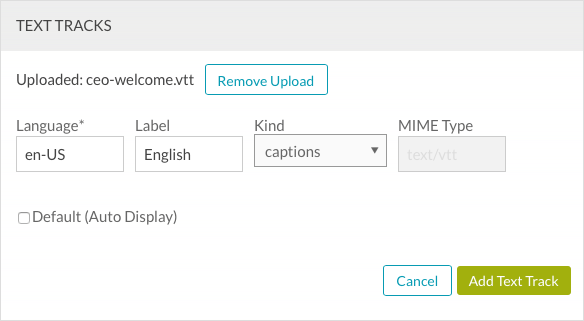 TEXT TRACKS
Uploaded: ceo-welcome.vtt Remove Upload
Language* Label Kind MIME Type
en-US English captions text/vtt
Default (Auto Display)
Cancel Add Text Track